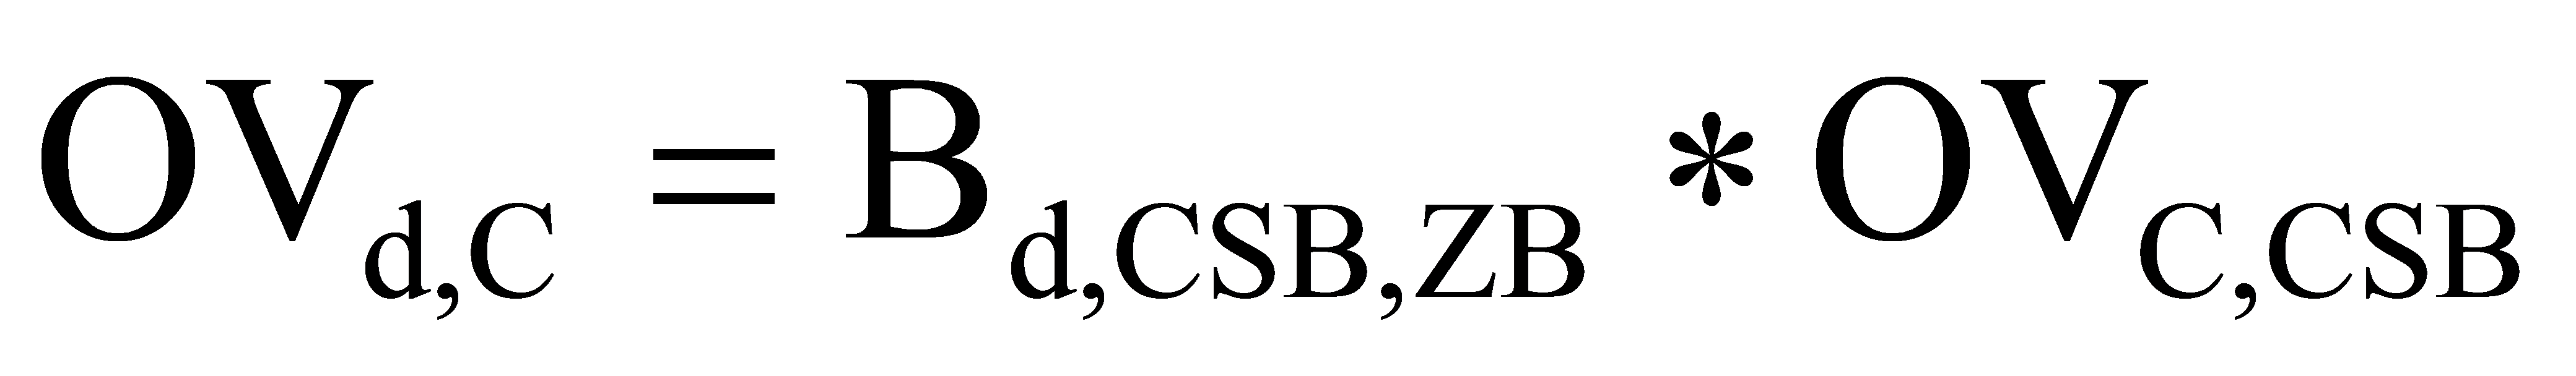 OV_{d,C} = B_{d,CSB,ZB} * OV_{C,CSB}